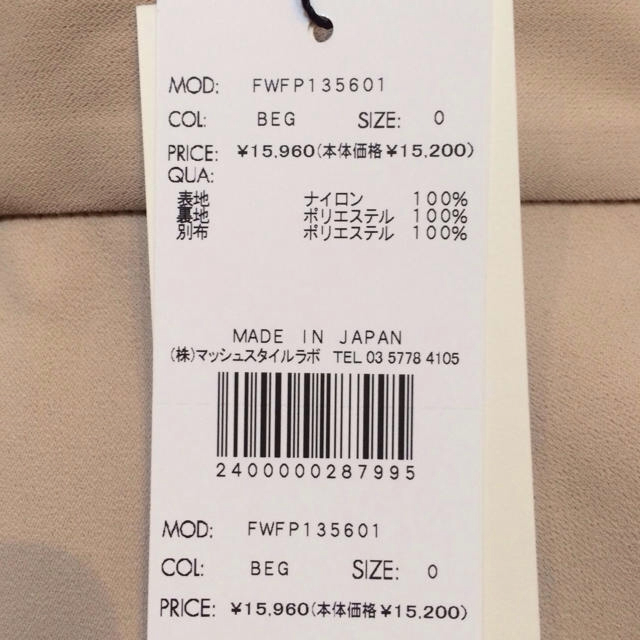 MOD: FWFP135601
COL: BEG SIZE: 0
PRICE: ¥15,960(本体価格¥15,200)
QUA:
表地 ナイロン 100%
裏地 ポリエステル 100%
別布 ポリエステル 100%
MADE IN JAPAN
(株)マッシュスタイルラボ TEL 03 5778 4105
2400000287995
MOD: FWFP135601
COL: BEG SIZE: 0
PRICE: ¥15,960(本体価格¥15,200)